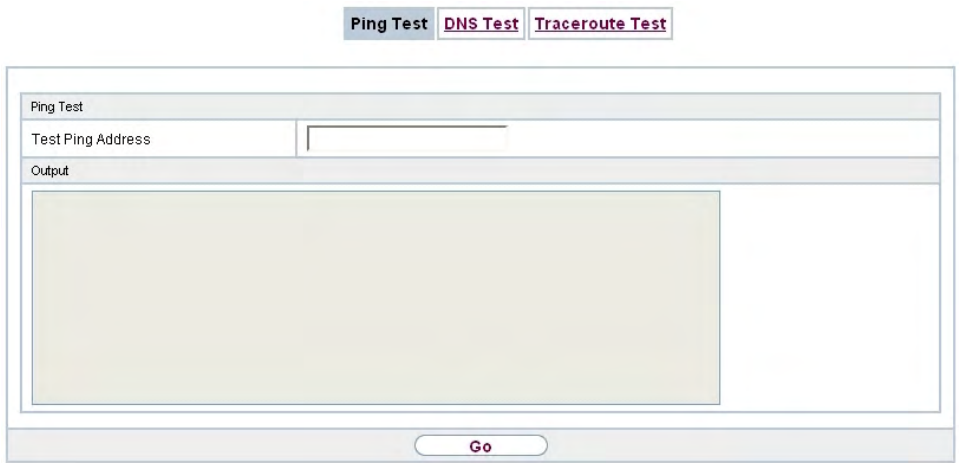 Ping Test DNS Test Traceroute Test
Ping Test
Test Ping Address
Output
Go